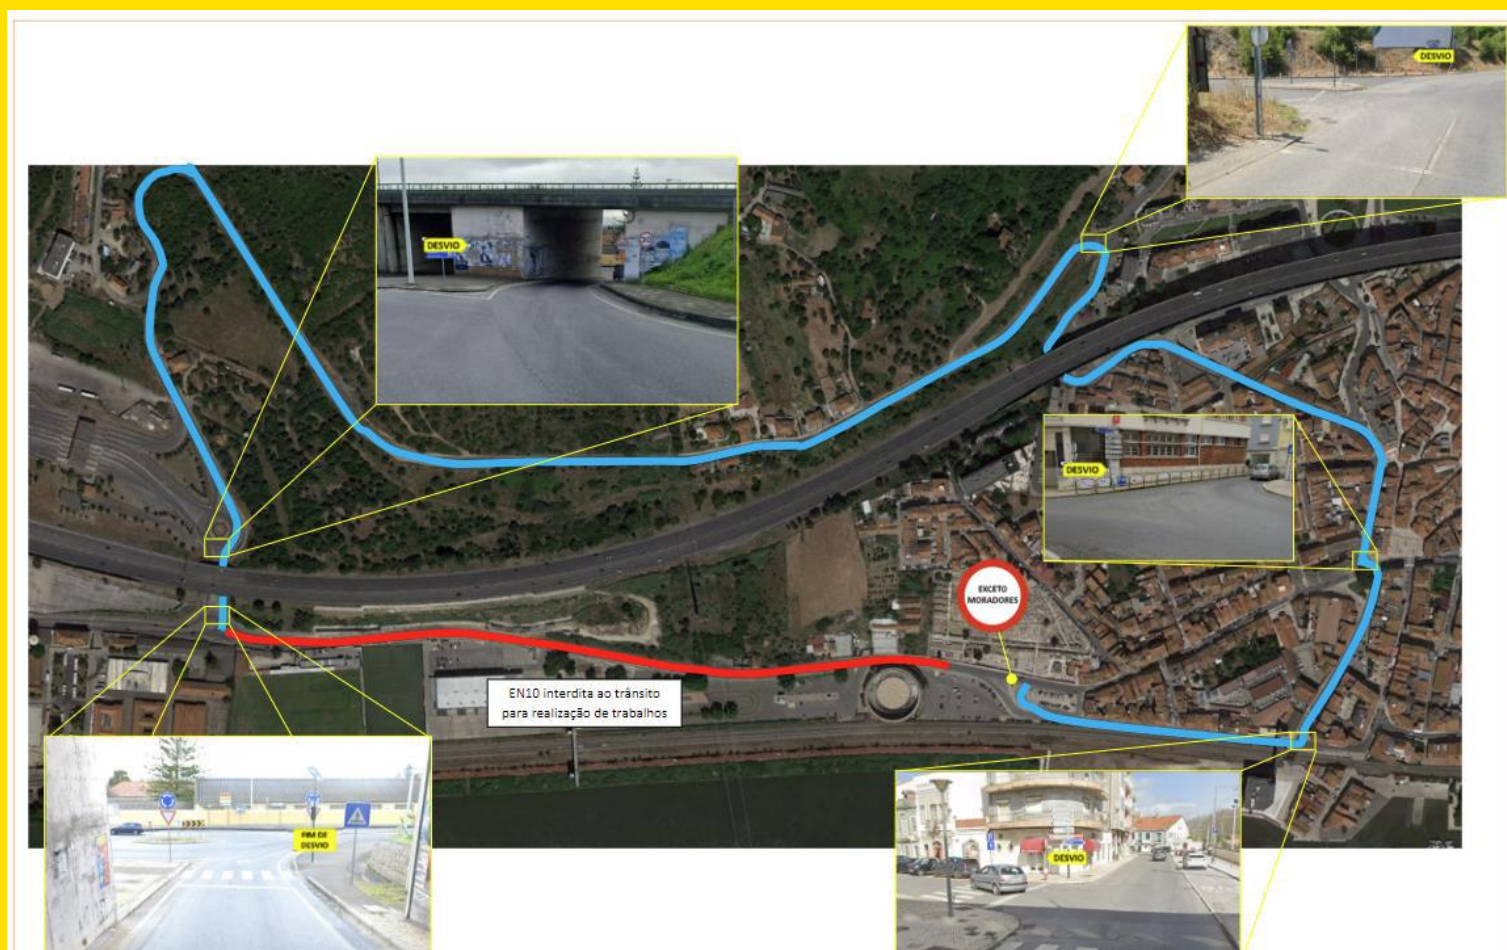 DESVIO
DESVIO
DESVIO
EXCETO
MORADORES
EN10 interdita ao trânsito
para realização de trabalhos
FIM DE
DESVIO
DESVIO